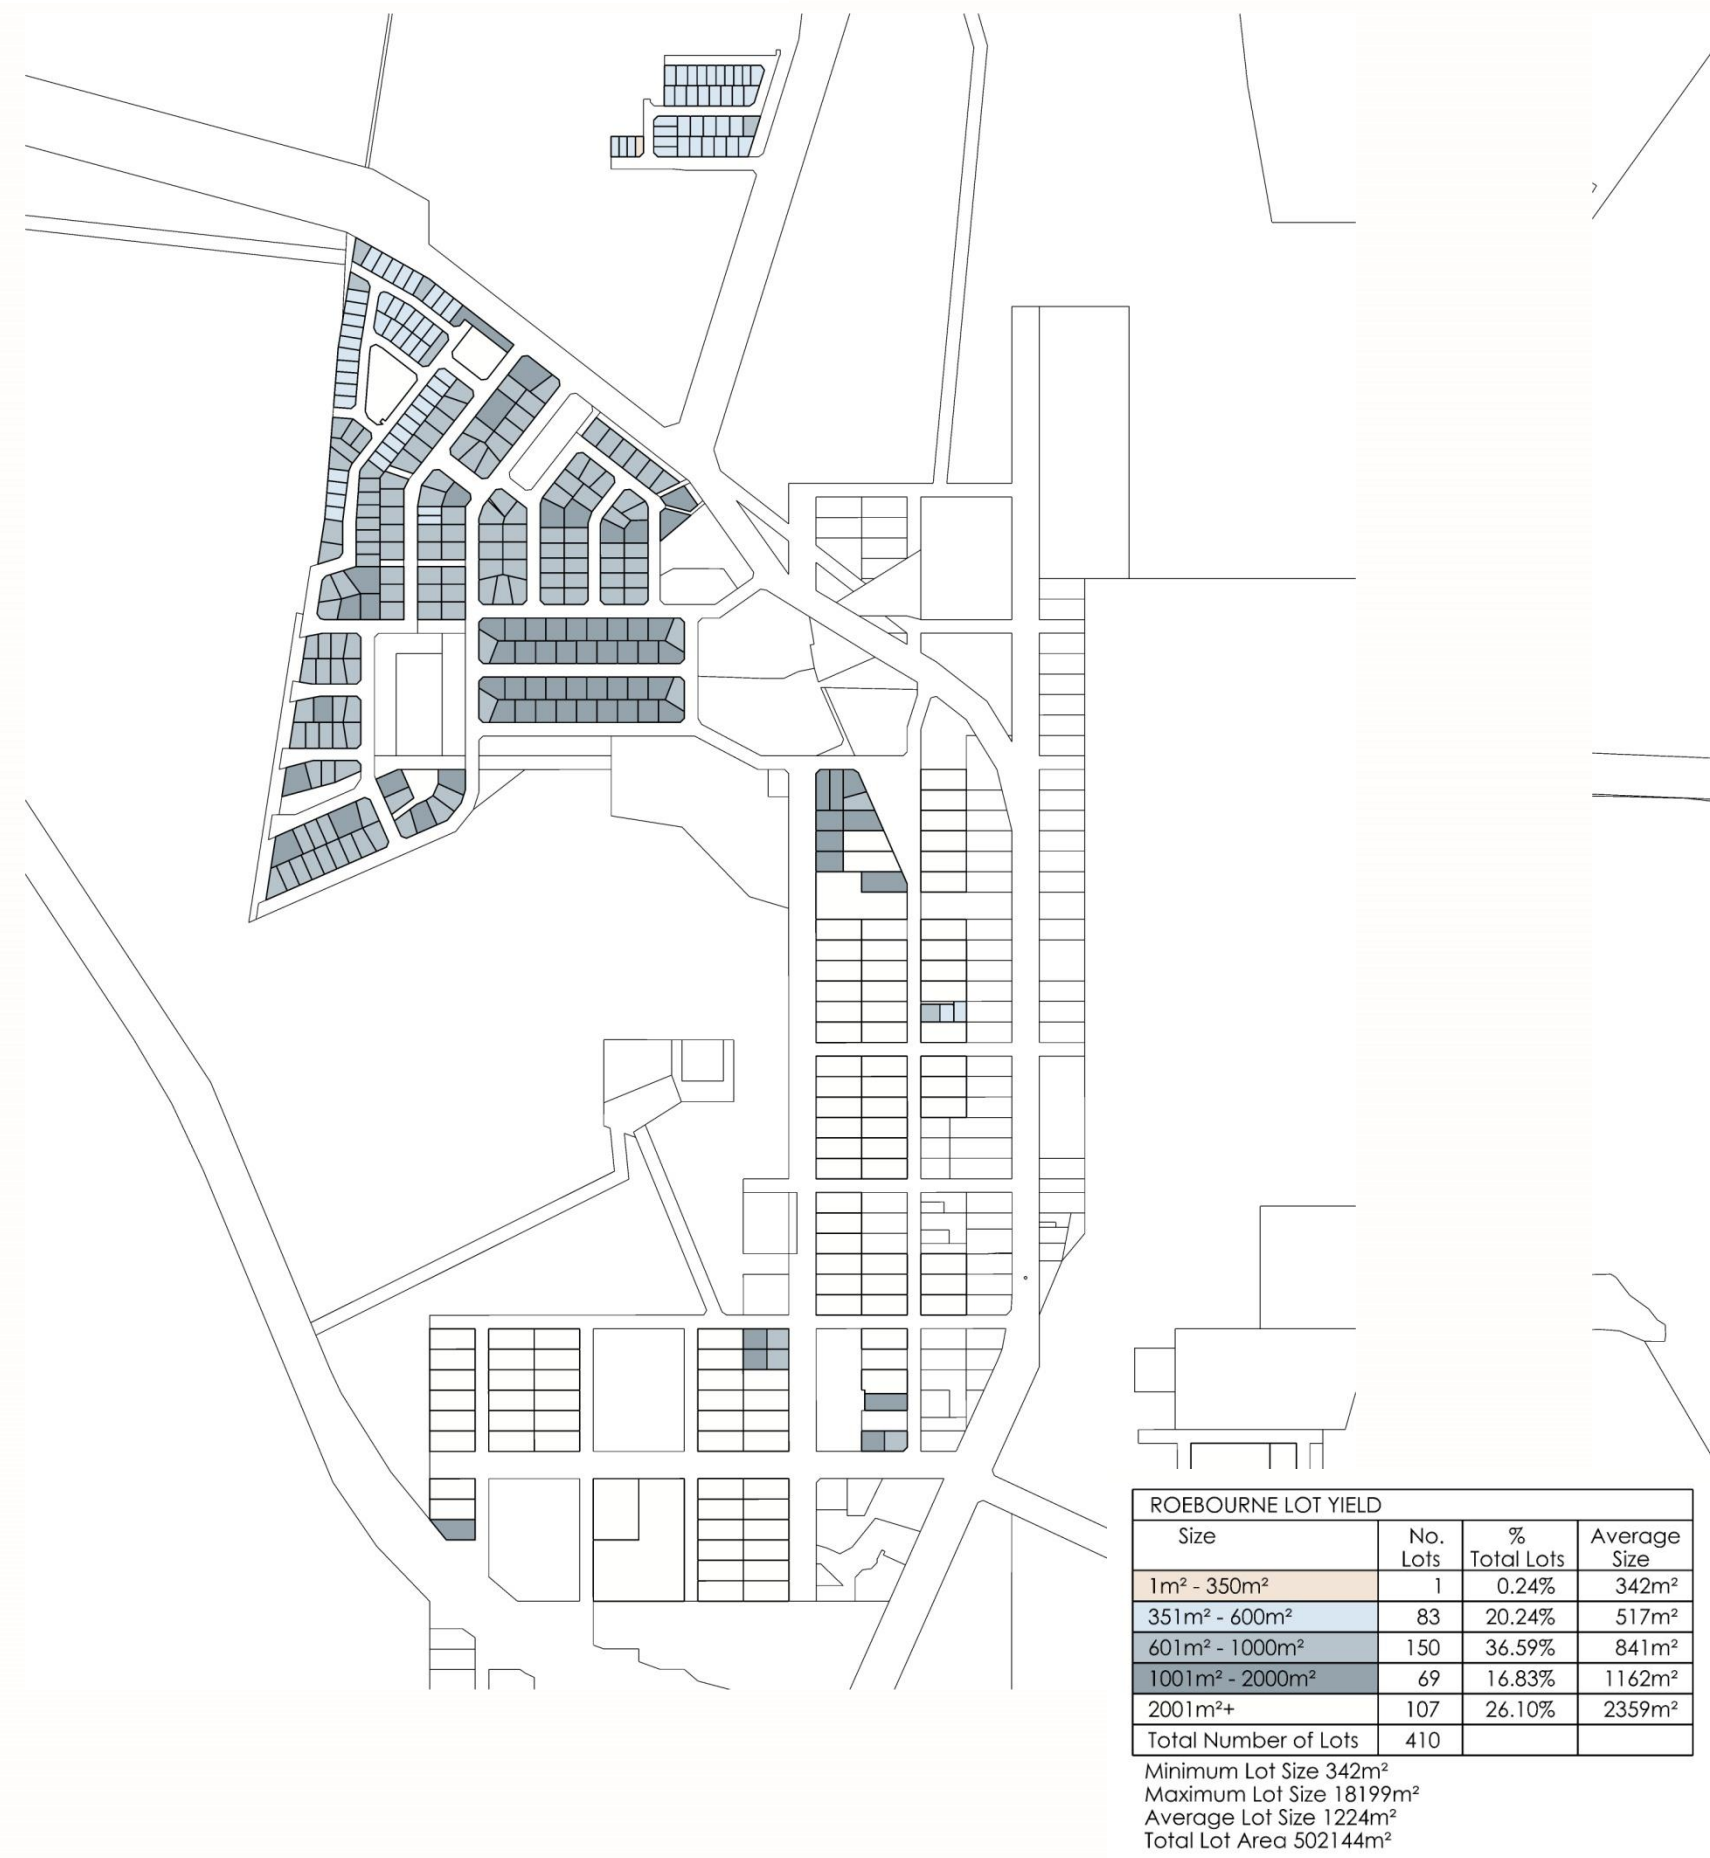 ROEBOURNE LOT YIELD
Size No. Lots % Total Lots Average Size
1m² - 350m² 1 0.24% 342m²
351m² - 600m² 83 20.24% 517m²
601m² - 1000m² 150 36.59% 841m²
1001m² - 2000m² 69 16.83% 1162m²
2001m²+ 107 26.10% 2359m²
Total Number of Lots 410
Minimum Lot Size 342m²
Maximum Lot Size 18199m²
Average Lot Size 1224m²
Total Lot Area 502144m²